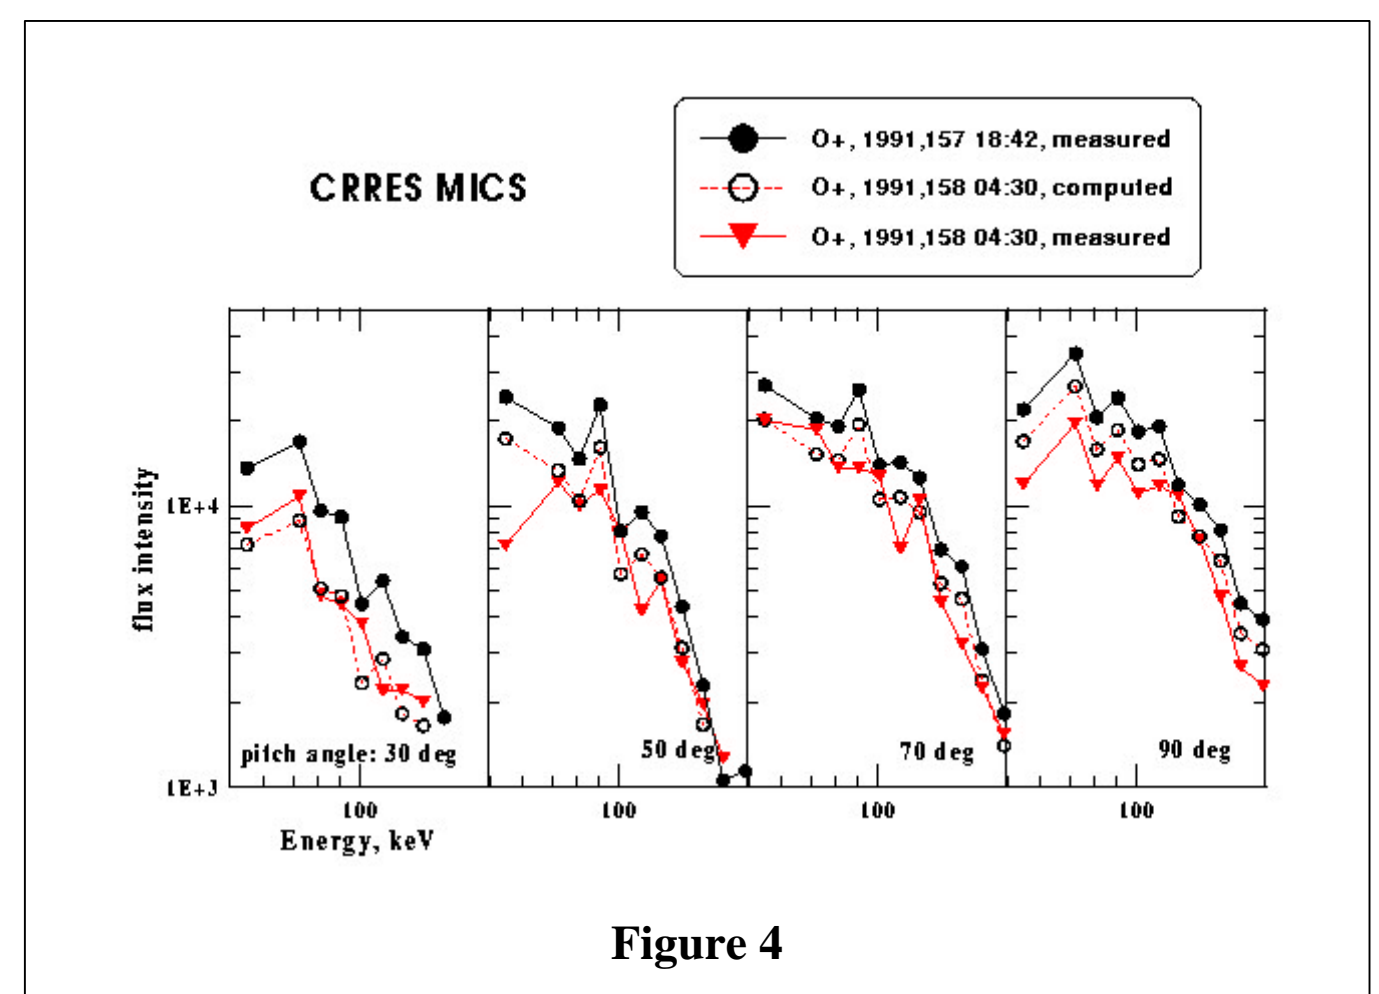 O+, 1991,157 18:42, measured
CRRES MICS
O+, 1991,158 04:30, computed
O+, 1991,158 04:30, measured
flux intensity
1E+4
1E+3
pitch angle: 30 deg
50 deg
70 deg
90 deg
100
100
100
100
Energy, keV
Figure 4